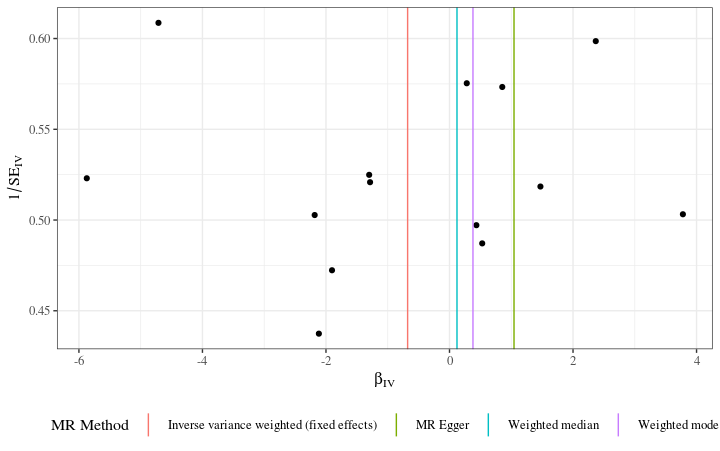 0.60
0.55
0.50
0.45
1/SE_IV
-6 -4 -2 0 2 4
β_IV
MR Method Inverse variance weighted (fixed effects) MR Egger Weighted median Weighted mode